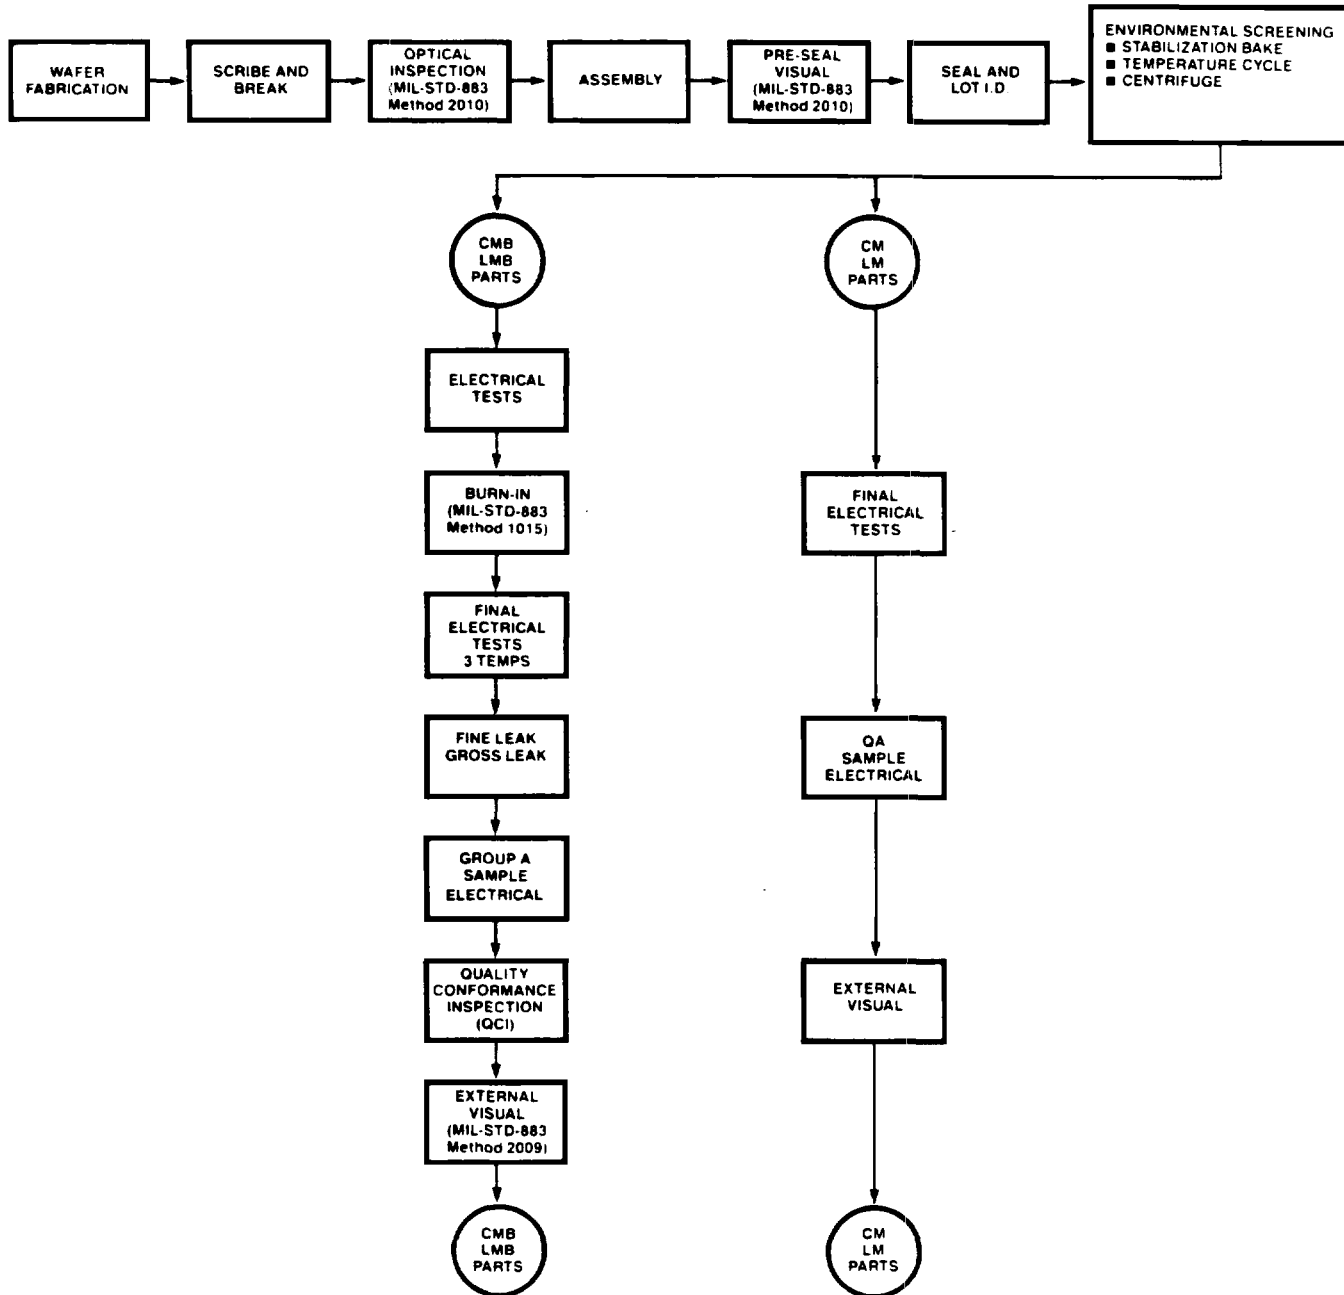 WAFER
FABRICATION
SCRIBE AND
BREAK
OPTICAL
INSPECTION
(MIL-STD-883
Method 2010)
ASSEMBLY
PRE-SEAL
VISUAL
(MIL-STD-883
Method 2010)
SEAL AND
LOT I.D.
ENVIRONMENTAL SCREENING
■ STABILIZATION BAKE
■ TEMPERATURE CYCLE
■ CENTRIFUGE
CMB
LMB
PARTS
ELECTRICAL
TESTS
BURN-IN
(MIL-STD-883
Method 1015)
FINAL
ELECTRICAL
TESTS
3 TEMPS
FINE LEAK
GROSS LEAK
GROUP A
SAMPLE
ELECTRICAL
QUALITY
CONFORMANCE
INSPECTION
(QCI)
EXTERNAL
VISUAL
(MIL-STD-883
Method 2009)
CMB
LMB
PARTS
CM
LM
PARTS
FINAL
ELECTRICAL
TESTS
QA
SAMPLE
ELECTRICAL
EXTERNAL
VISUAL
CM
LM
PARTS